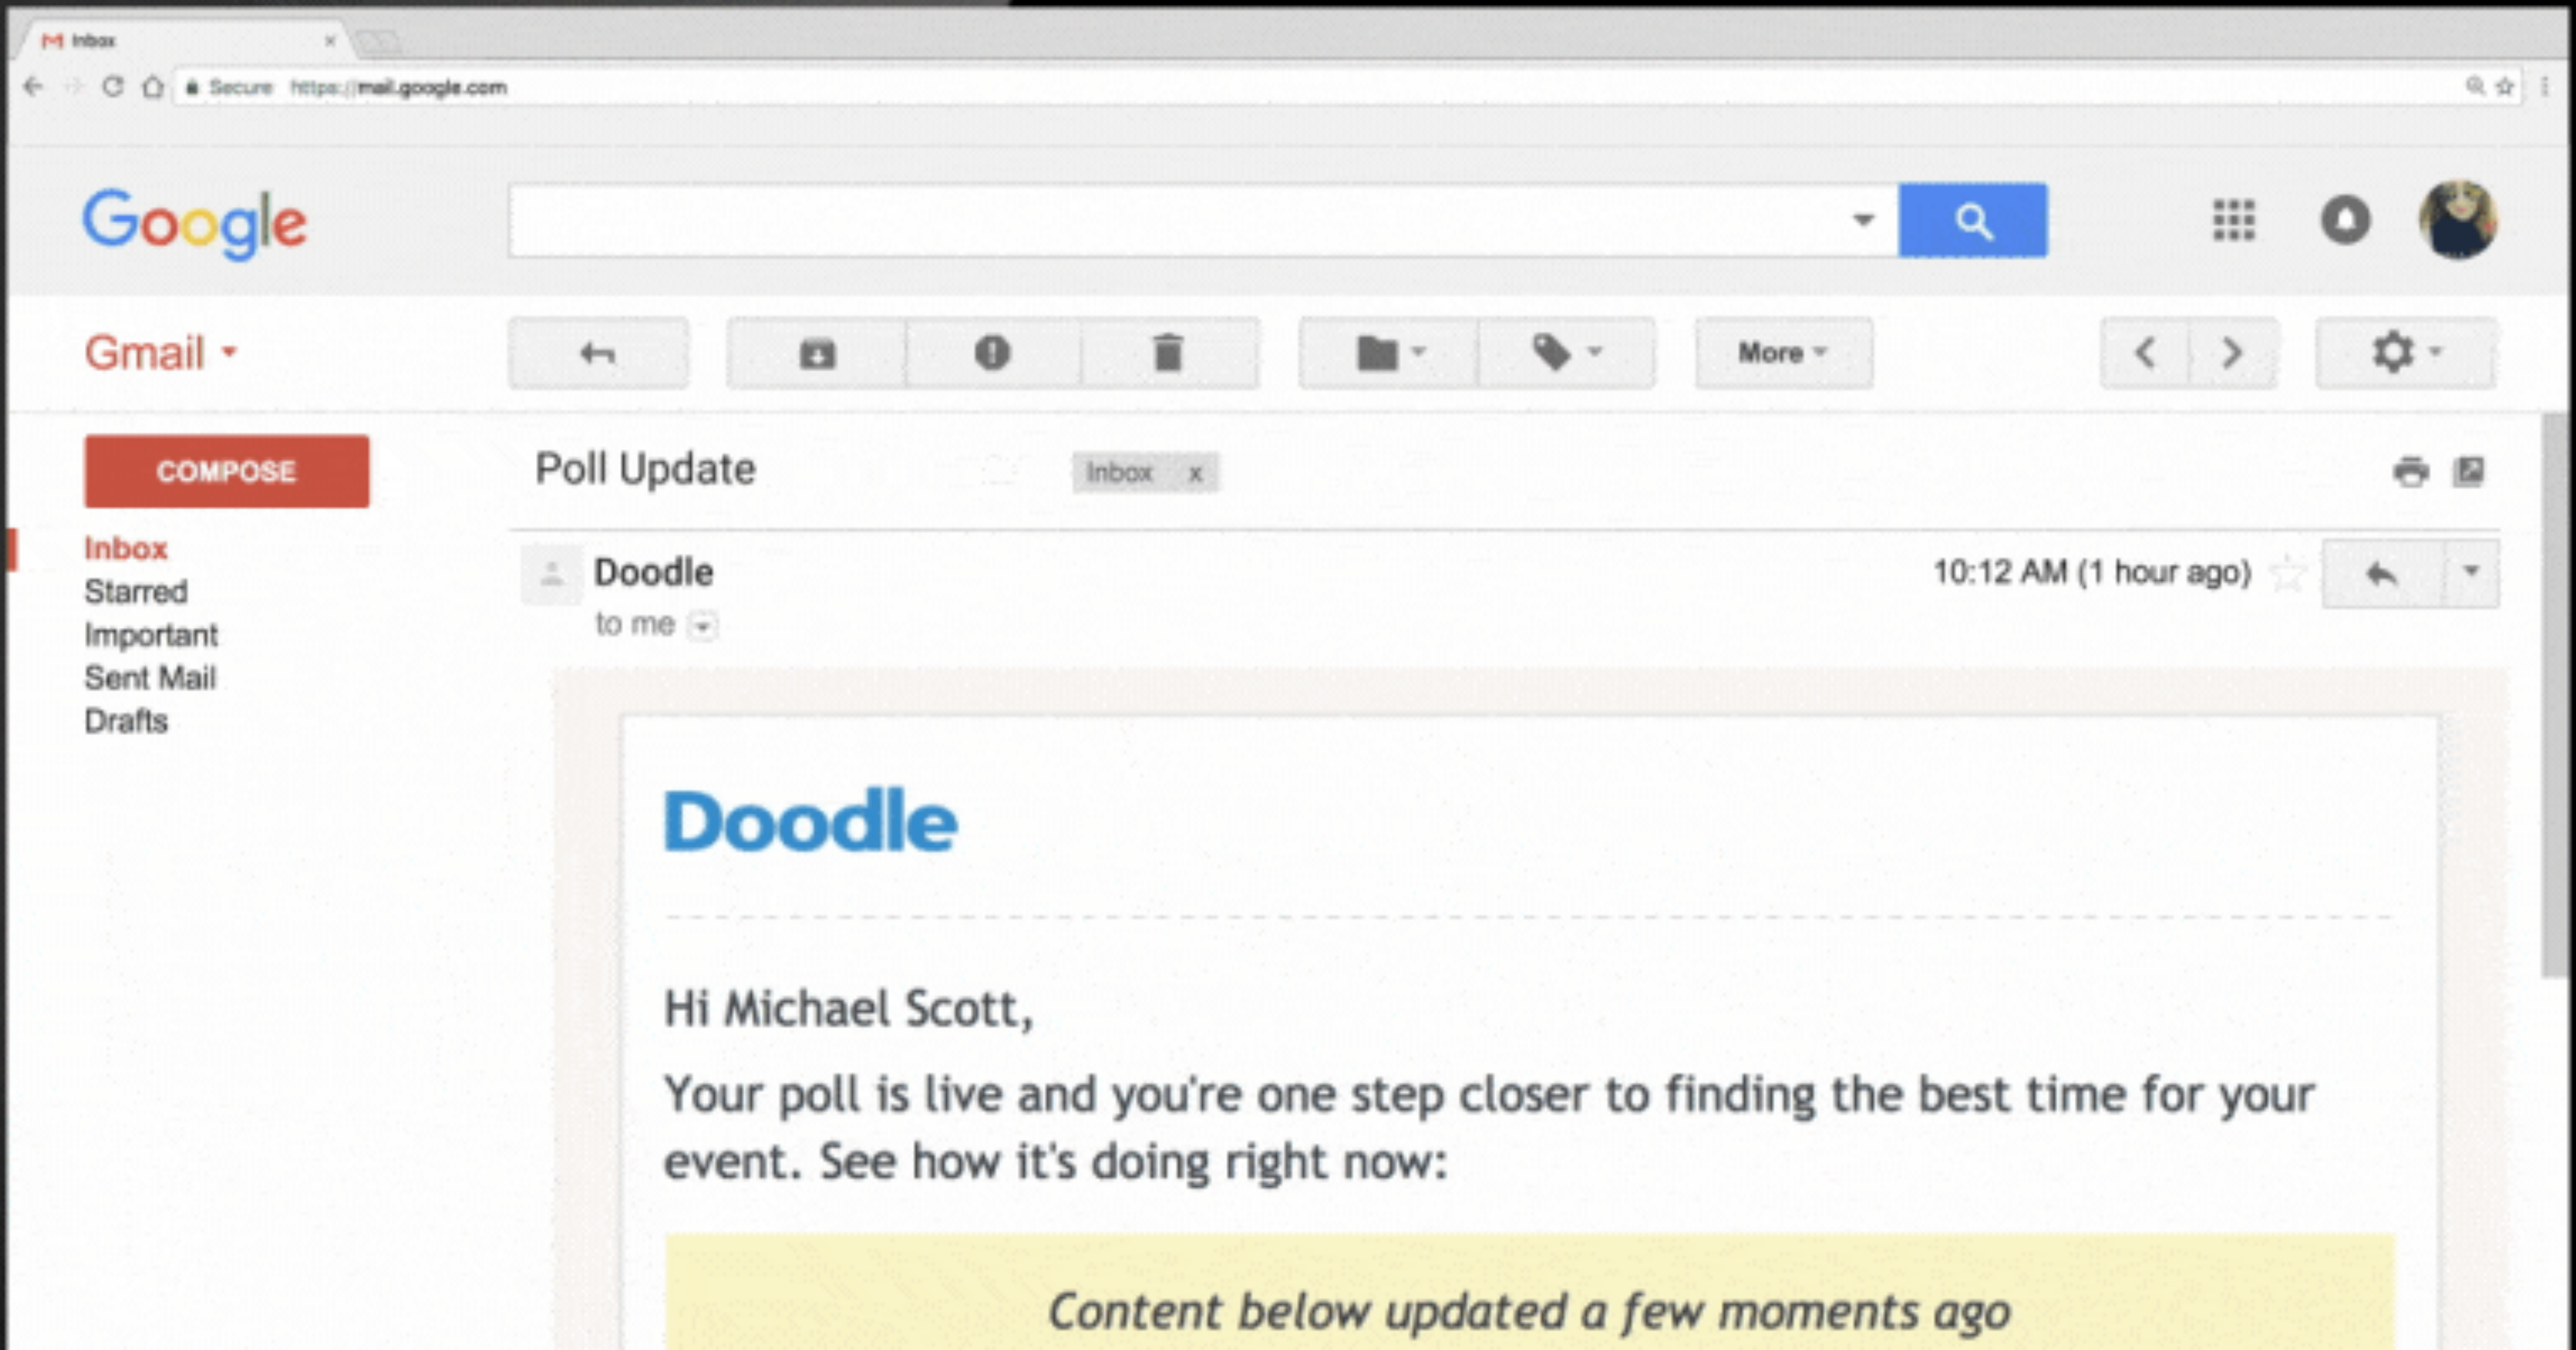 Inbox
Secure https://mail.google.com
Google
Gmail
More
COMPOSE
Poll Update
Inbox x
Inbox
Starred
Important
Sent Mail
Drafts
Doodle
10:12 AM (1 hour ago)
to me
Doodle
Hi Michael Scott,
Your poll is live and you're one step closer to finding the best time for your
event. See how it's doing right now:
Content below updated a few moments ago